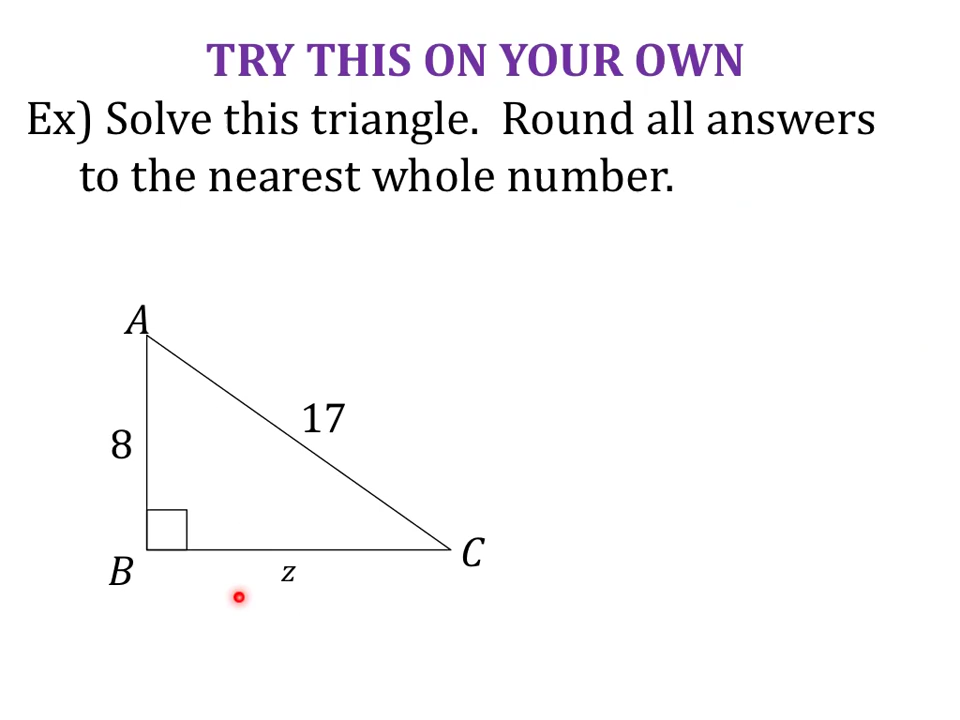 TRY THIS ON YOUR OWN
Ex) Solve this triangle.  Round all answers
to the nearest whole number.
A
17
8
B
z
C